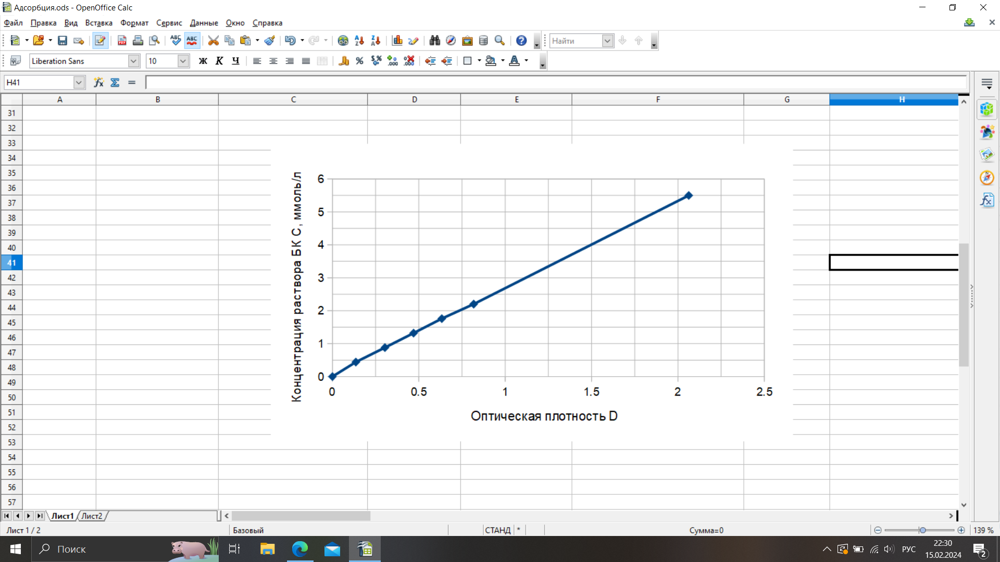 Адсорбция.ods - OpenOffice Calc
Файл Правка Вид Вставка Формат Сервис Данные Окно Справка
Найти
Liberation Sans 10 Ж К Ч
H41
A B C D E F G H
31
32
33
34
35
36
37
38
39
40
41
42
43
44
45
46
47
48
49
50
51
52
53
54
55
56
57
Концентрация раствора БК С, ммоль/л
6
5
4
3
2
1
0
0 0.5 1 1.5 2 2.5
Оптическая плотность D
Лист1 Лист2
Лист 1 / 2 Базовый СТАНД * Сумма=0 139 %
Поиск
РУС
22:30
15.02.2024
2